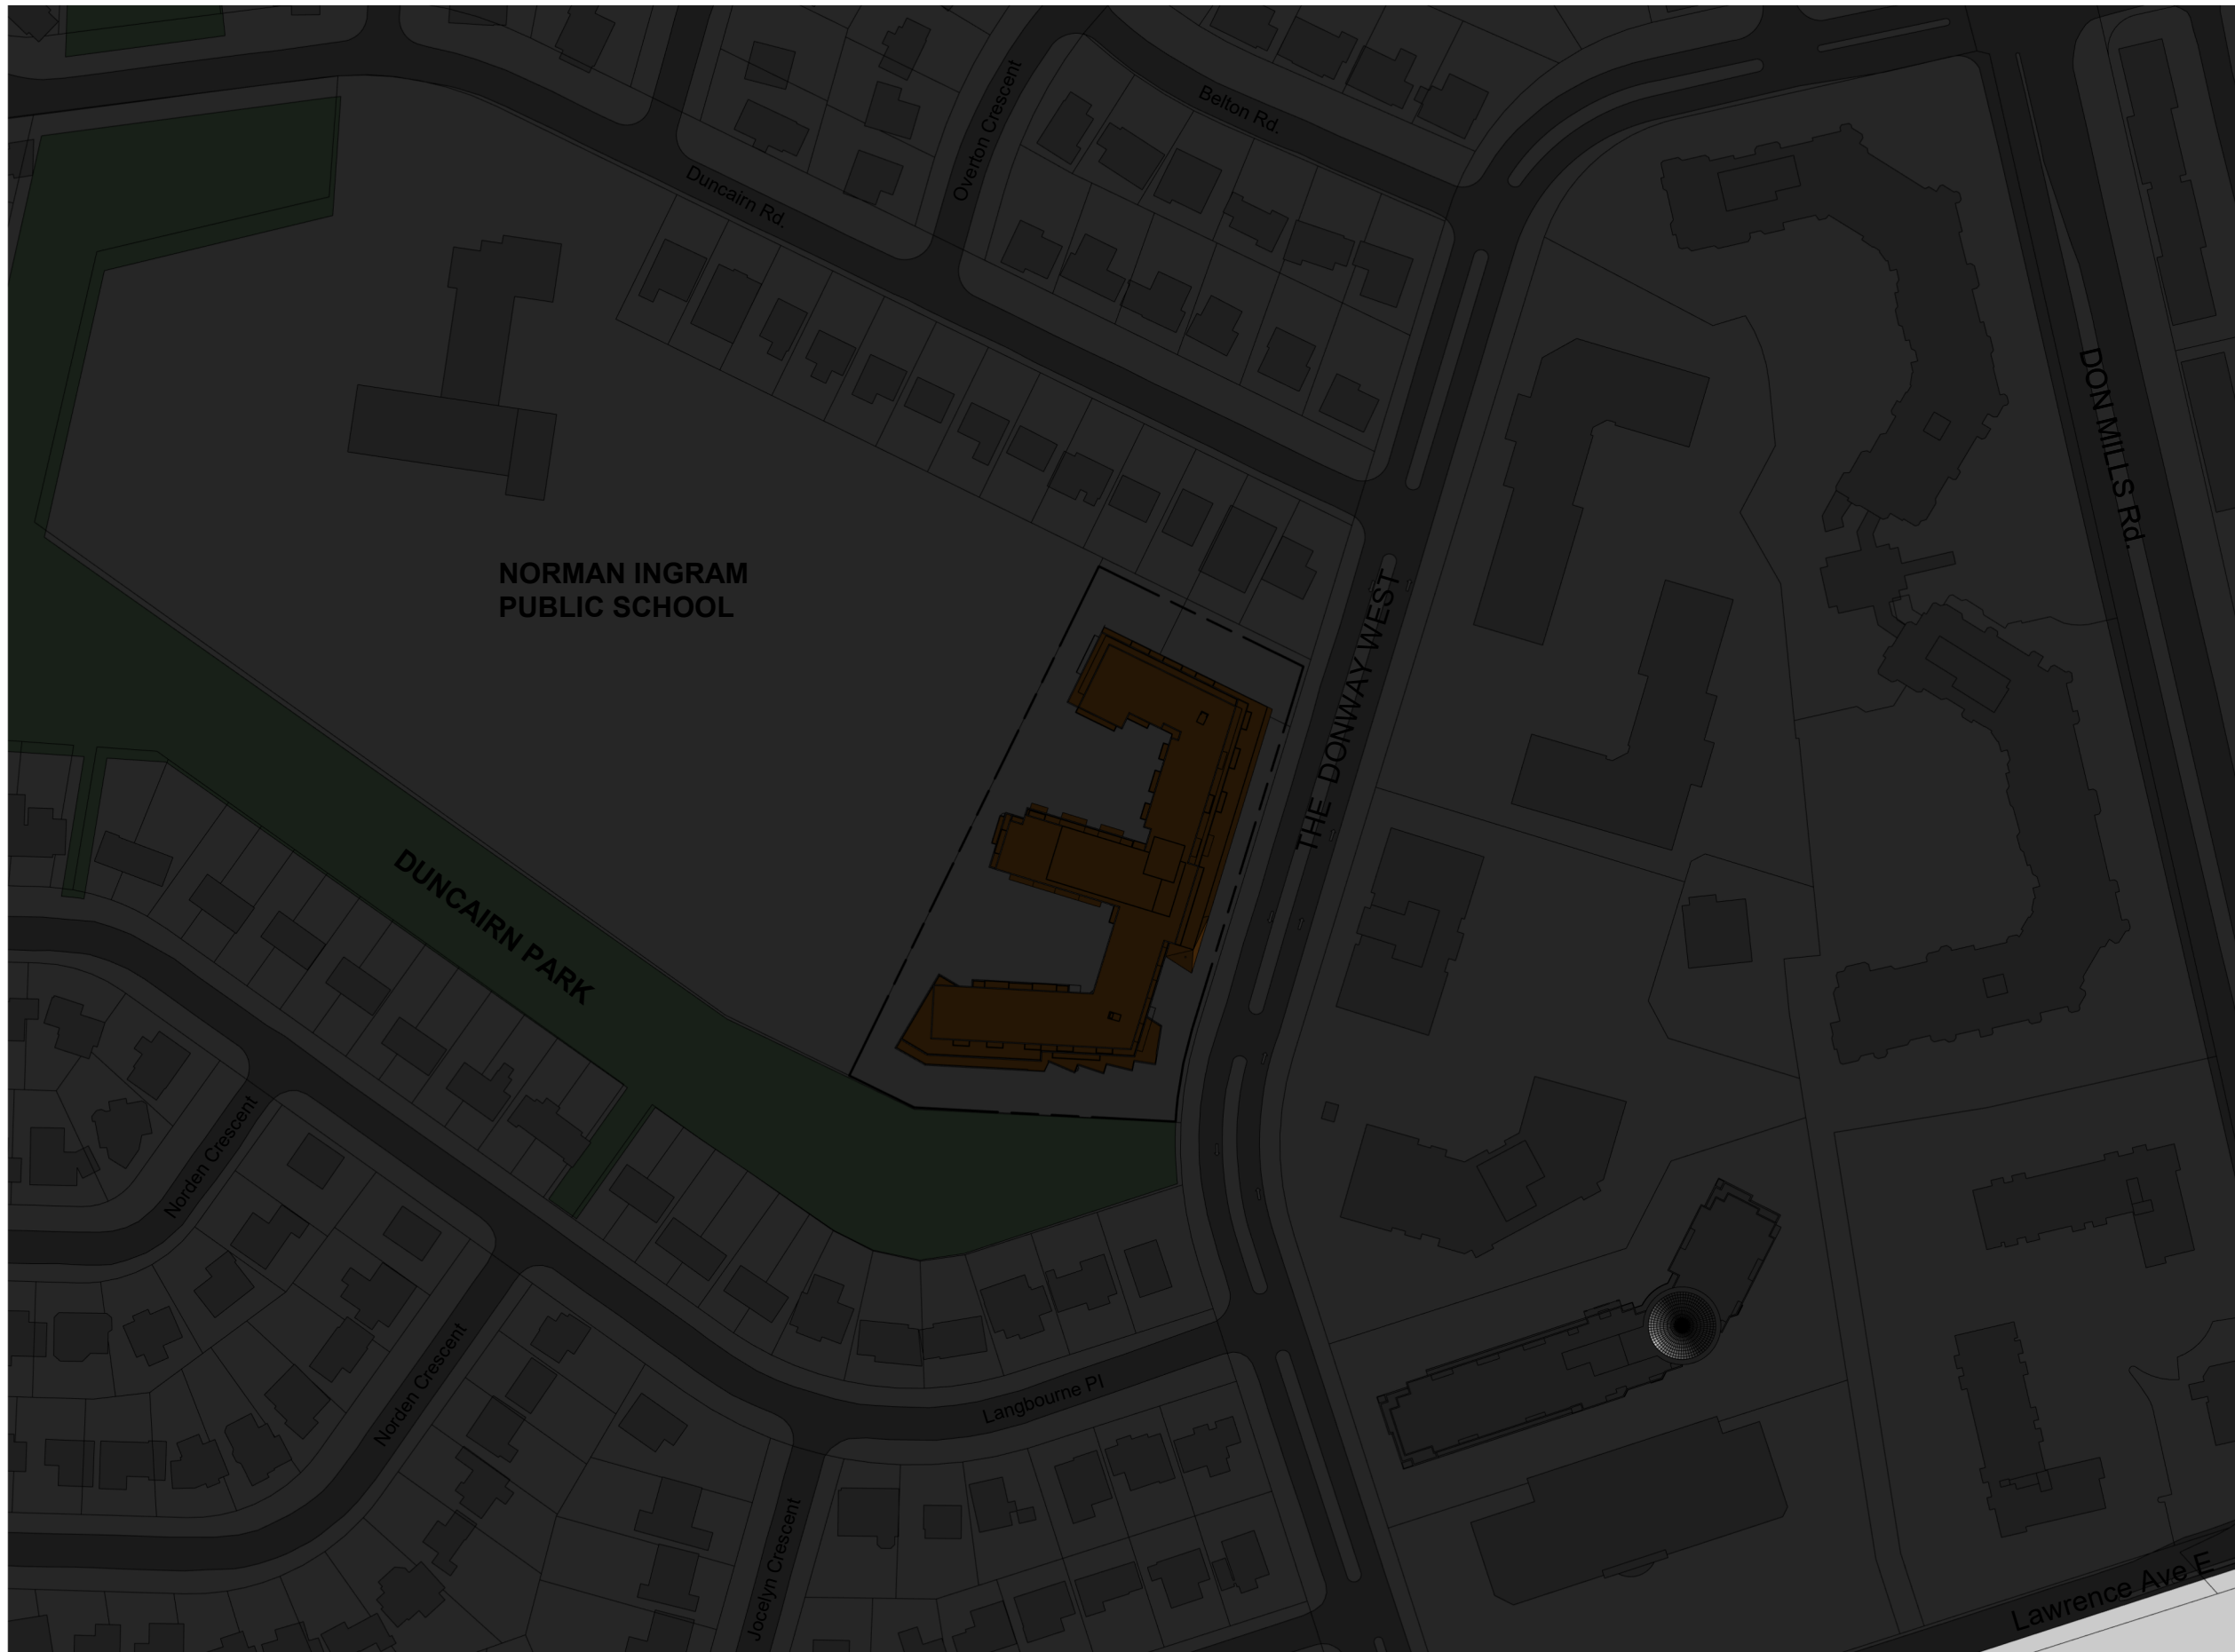 Belton Rd.
Overton Crescent
Duncairn Rd.
DON MILLS Rd.
NORMAN INGRAM
PUBLIC SCHOOL
THE DONWAY WEST
DUNCAIRN PARK
Norden Crescent
Norden Crescent
Langbourne Pl
Jocelyn Crescent
Lawrence Ave E